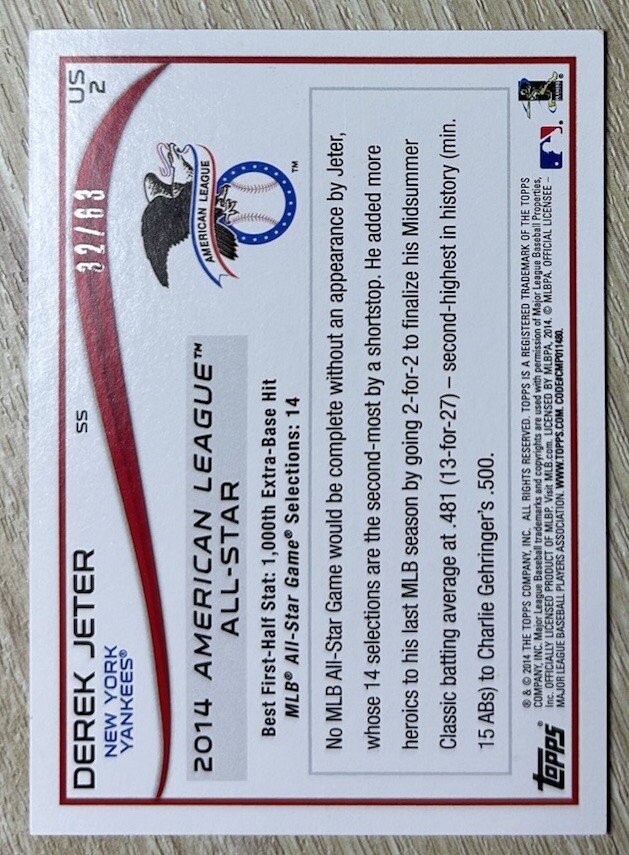 DEREK JETER
SS
US
2
NEW YORK
YANKEES®
32/63
2014 AMERICAN LEAGUE™
ALL-STAR
AMERICAN LEAGUE
TM
Best First-Half Stat: 1,000th Extra-Base Hit
MLB® All-Star Game® Selections: 14
No MLB All-Star Game would be complete without an appearance by Jeter,
whose 14 selections are the second-most by a shortstop. He added more
heroics to his last MLB season by going 2-for-2 to finalize his Midsummer
Classic batting average at .481 (13-for-27) – second-highest in history (min.
15 ABs) to Charlie Gehringer's .500.
topps®
® & © 2014 THE TOPPS COMPANY, INC. ALL RIGHTS RESERVED. TOPPS IS A REGISTERED TRADEMARK OF THE TOPPS
COMPANY, INC. Major League Baseball trademarks and copyrights are used with permission of Major League Baseball Properties,
Inc. OFFICIALLY LICENSED PRODUCT OF MLBP. Visit MLB.com. LICENSED BY MLBPA, 2014. © MLBPA. OFFICIAL LICENSEE –
MAJOR LEAGUE BASEBALL PLAYERS ASSOCIATION. WWW.TOPPS.COM. CODE#CMP011480.